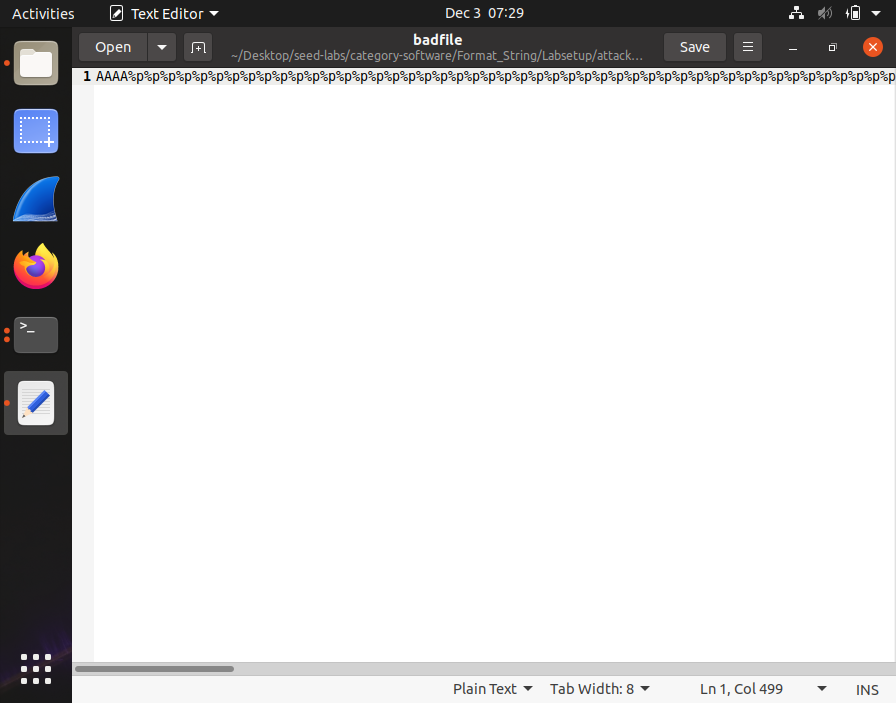 Activities Text Editor Dec 3 07:29
Open badfile Save
~/Desktop/seed-labs/category-software/Format_String/Labsetup/attack...
1 AAAA%p%p%p%p%p%p%p%p%p%p%p%p%p%p%p%p%p%p%p%p%p%p%p%p%p%p%p%p%p%p%p%p%p%p%p%p%p%p%p%p%p%p%p%p%p%p%p%p
>_
Plain Text Tab Width: 8 Ln 1, Col 499 INS